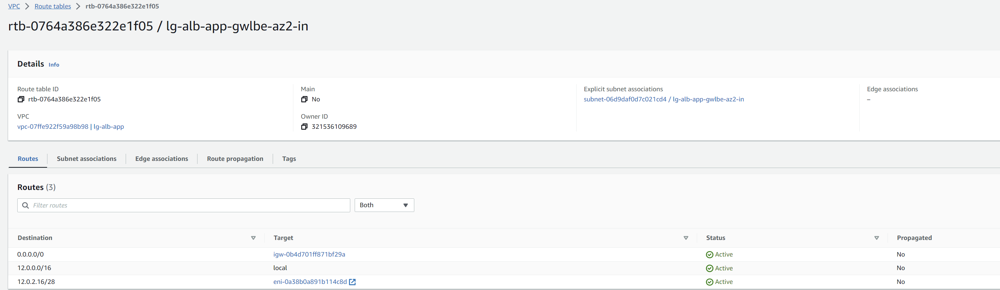 VPC > Route tables > rtb-0764a386e322e1f05
rtb-0764a386e322e1f05 / lg-alb-app-gwlbe-az2-in
Details Info
Route table ID
rtb-0764a386e322e1f05
Main
No
Explicit subnet associations
subnet-06d9daf0d7c021cd4 / lg-alb-app-gwlbe-az2-in
Edge associations
–
VPC
vpc-07ffe922f59a98b98 | lg-alb-app
Owner ID
321536109689
Routes Subnet associations Edge associations Route propagation Tags
Routes (3)
Filter routes Both
Destination Target Status Propagated
0.0.0.0/0 igw-0b4d701ff871bf29a Active No
12.0.0.0/16 local Active No
12.0.2.16/28 eni-0a38b0a891b114c8d Active No